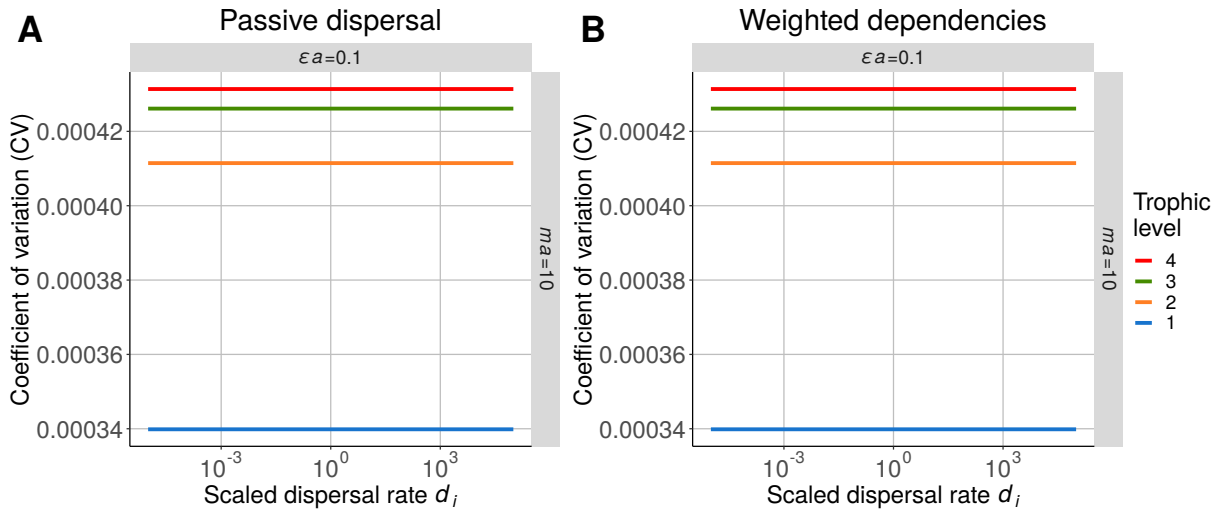 A
Passive dispersal
εa=0.1
Coefficient of variation (CV)
0.00042
0.00040
0.00038
0.00036
0.00034
ma=10
10^-3
10^0
10^3
Scaled dispersal rate d_i
B
Weighted dependencies
εa=0.1
Coefficient of variation (CV)
0.00042
0.00040
0.00038
0.00036
0.00034
ma=10
10^-3
10^0
10^3
Scaled dispersal rate d_i
Trophic
level
4
3
2
1